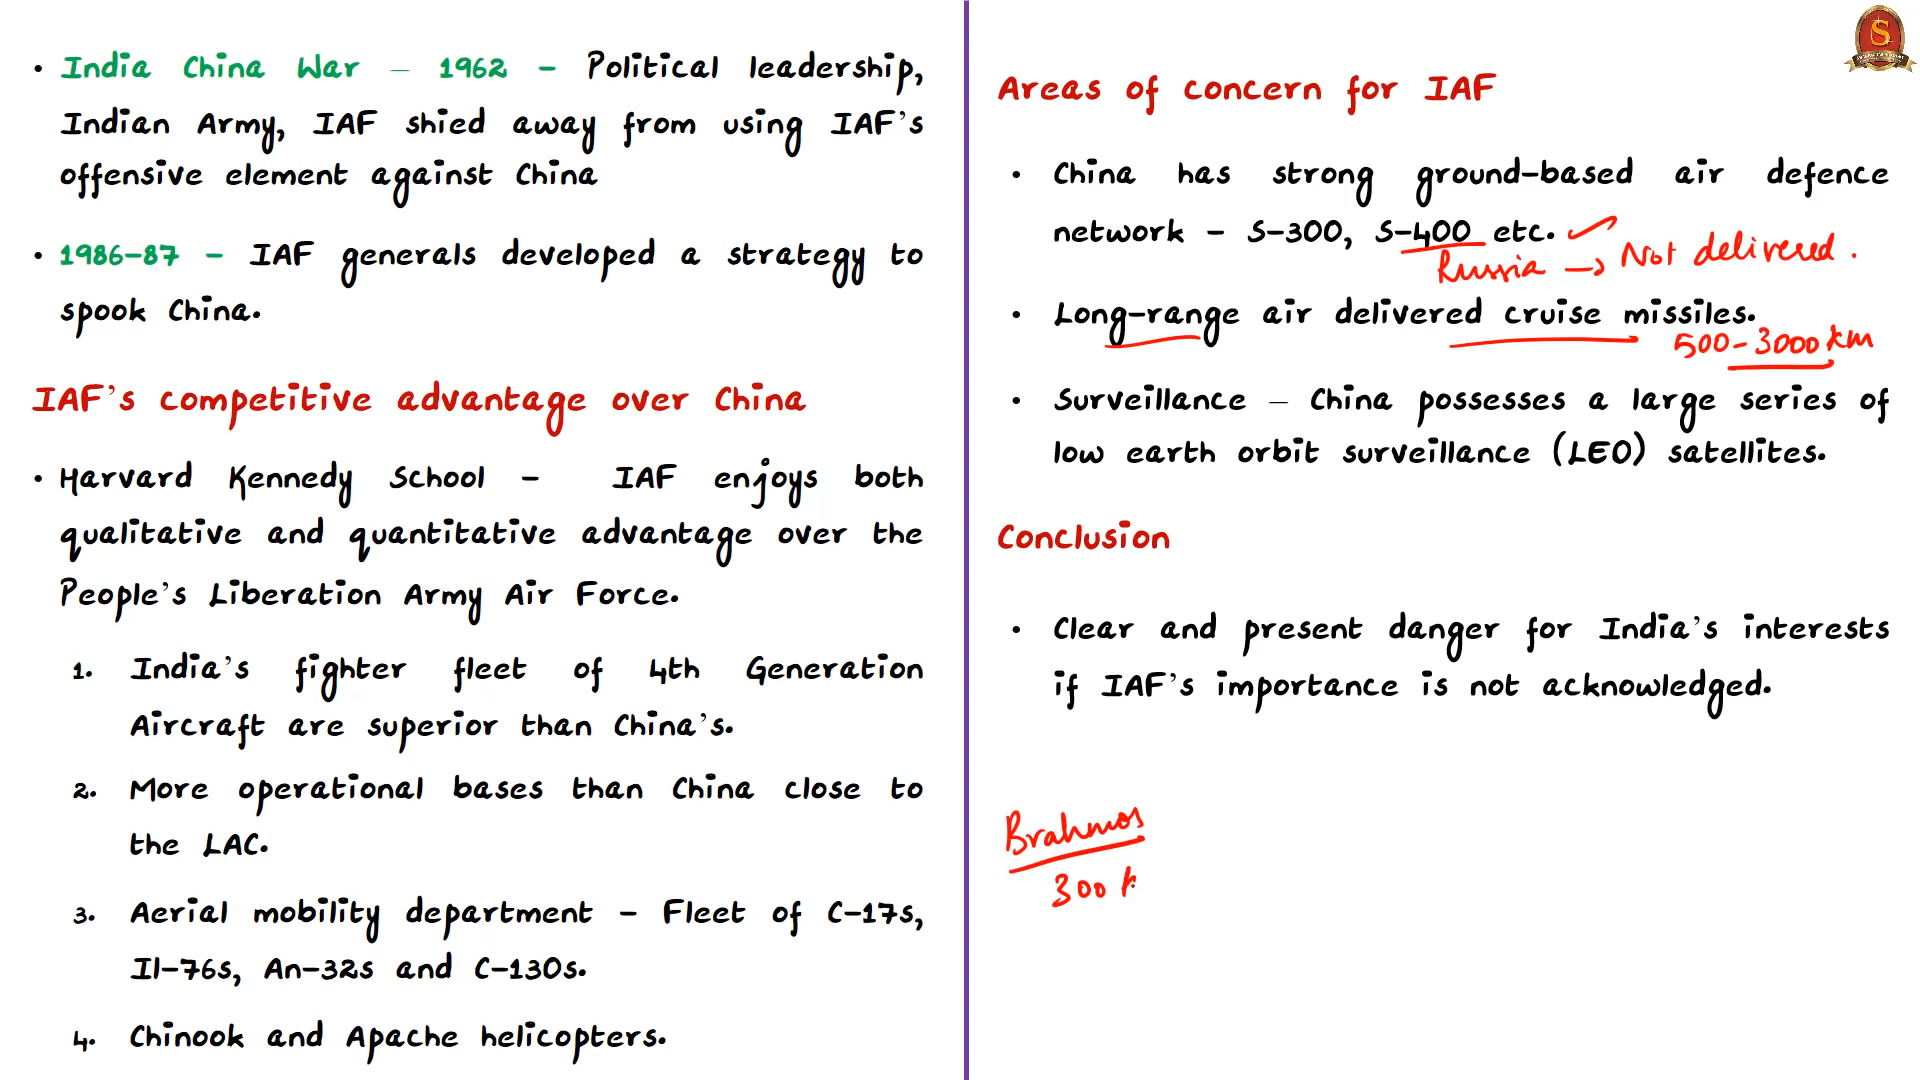 • India China War – 1962 – Political leadership,
Indian Army, IAF shied away from using IAF's
offensive element against China
• 1986-87 – IAF generals developed a strategy to
spook China.
IAF's competitive advantage over China
• Harvard Kennedy School – IAF enjoys both
qualitative and quantitative advantage over the
People's Liberation Army Air Force.
1. India's fighter fleet of 4th Generation
Aircraft are superior than China's.
2. More operational bases than China close to
the LAC.
3. Aerial mobility department – Fleet of C-17s,
Il-76s, An-32s and C-130s.
4. Chinook and Apache helicopters.
S
Areas of concern for IAF
• China has strong ground-based air defence
network – S-300, S-400 etc. ✓
Russia → Not delivered.
• Long-range air delivered cruise missiles.
500-3000 km
• Surveillance – China possesses a large series of
low earth orbit surveillance (LEO) satellites.
Conclusion
• Clear and present danger for India's interests
if IAF's importance is not acknowledged.
Brahmos
300 k